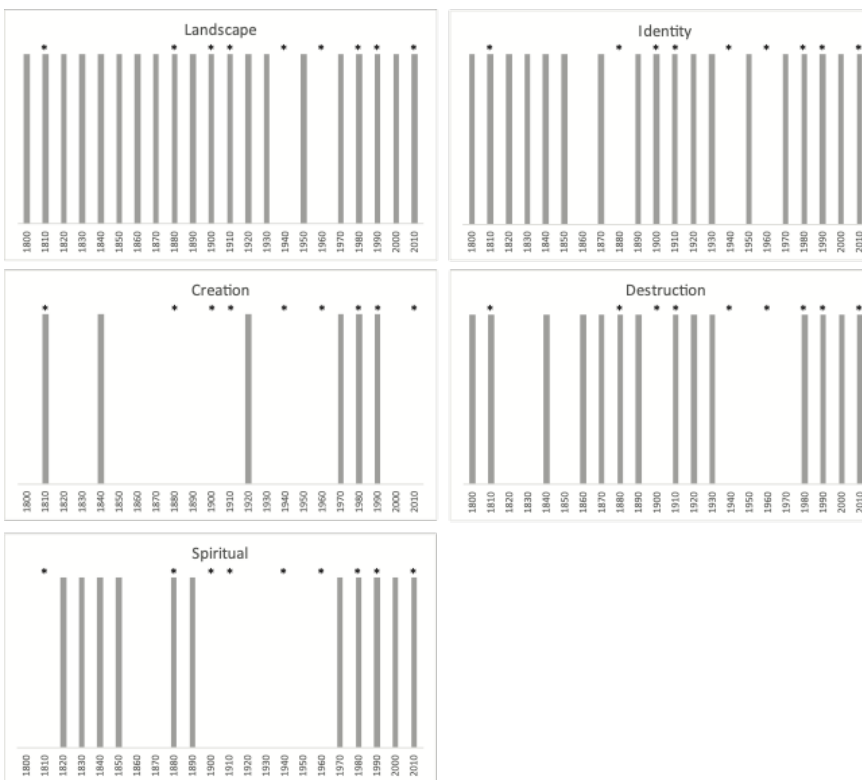 Landscape
* * * * * * * * *
1800 1810 1820 1830 1840 1850 1860 1870 1880 1890 1900 1910 1920 1930 1940 1950 1960 1970 1980 1990 2000 2010
Identity
* * * * * * * * *
1800 1810 1820 1830 1840 1850 1860 1870 1880 1890 1900 1910 1920 1930 1940 1950 1960 1970 1980 1990 2000 2010
Creation
* * * * * * * * *
1800 1810 1820 1830 1840 1850 1860 1870 1880 1890 1900 1910 1920 1930 1940 1950 1960 1970 1980 1990 2000 2010
Destruction
* * * * * * * * *
1800 1810 1820 1830 1840 1850 1860 1870 1880 1890 1900 1910 1920 1930 1940 1950 1960 1970 1980 1990 2000 2010
Spiritual
* * * * * * * * *
1800 1810 1820 1830 1840 1850 1860 1870 1880 1890 1900 1910 1920 1930 1940 1950 1960 1970 1980 1990 2000 2010